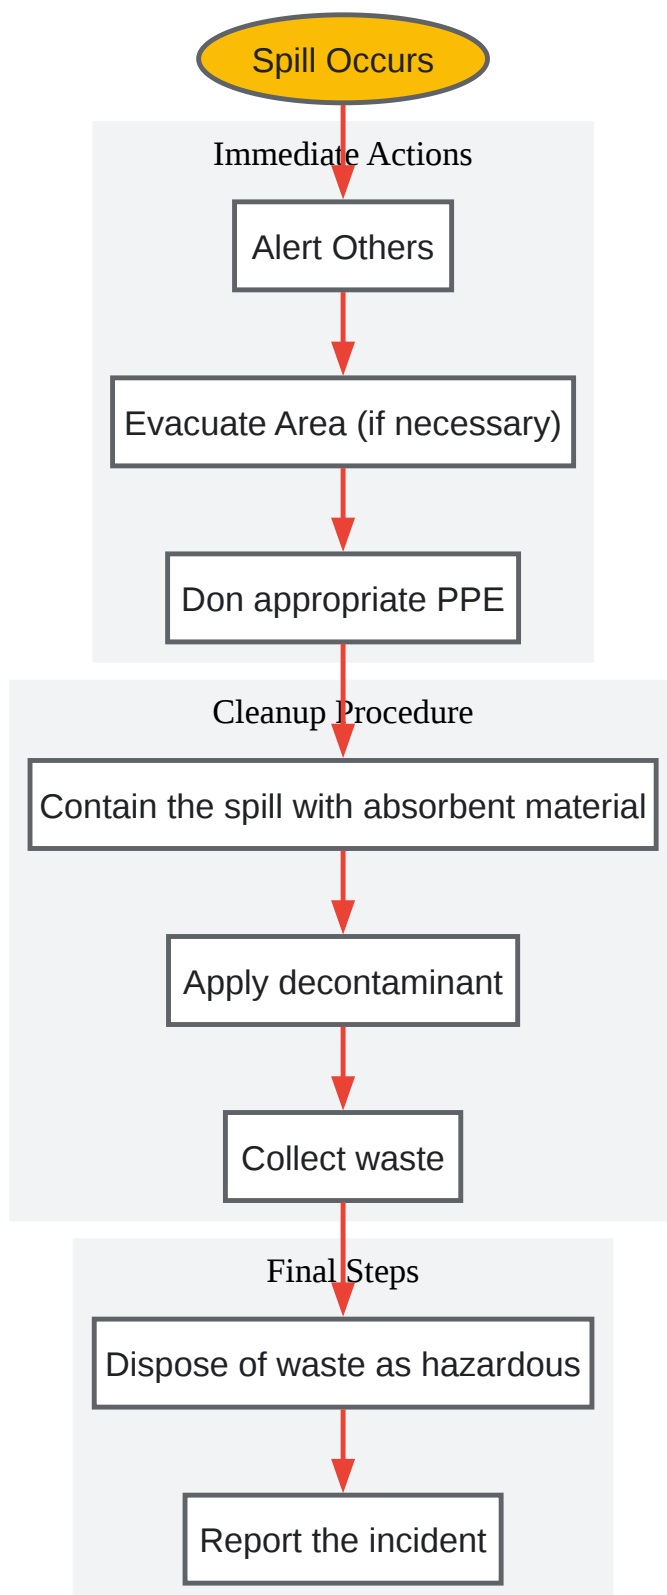 Spill Occurs
Immediate Actions
Alert Others
Evacuate Area (if necessary)
Don appropriate PPE
Cleanup Procedure
Contain the spill with absorbent material
Apply decontaminant
Collect waste
Final Steps
Dispose of waste as hazardous
Report the incident